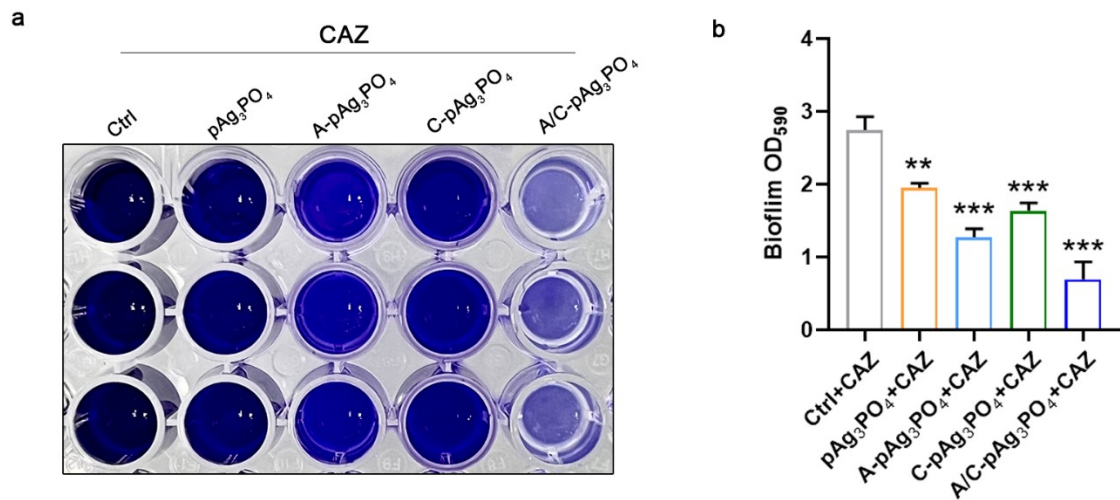 a
CAZ
Ctrl
pAg₃PO₄
A-pAg₃PO₄
C-pAg₃PO₄
A/C-pAg₃PO₄
b
Bioflim OD₅₉₀
4
3
2
1
0
**
***
***
***
Ctrl+CAZ
pAg₃PO₄+CAZ
A-pAg₃PO₄+CAZ
C-pAg₃PO₄+CAZ
A/C-pAg₃PO₄+CAZ